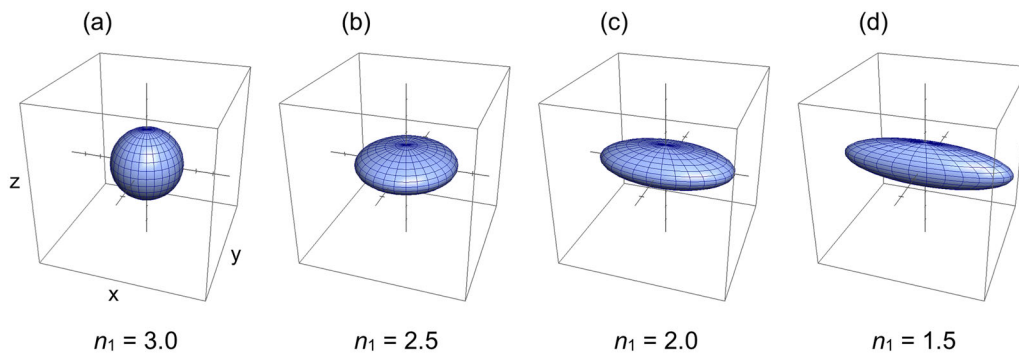 (a) (b) (c) (d)
z
y
x
n₁ = 3.0 n₁ = 2.5 n₁ = 2.0 n₁ = 1.5